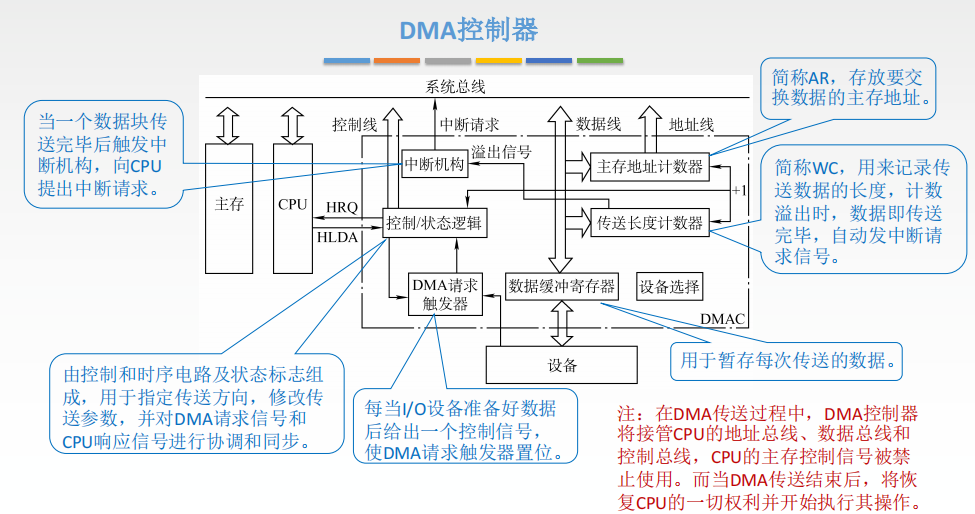 DMA控制器
系统总线
简称AR，存放要交
换数据的主存地址。
当一个数据块传
送完毕后触发中
断机构，向CPU
提出中断请求。
控制线
中断请求
数据线
地址线
中断机构
溢出信号
主存地址计数器
简称WC，用来记录传
送数据的长度，计数
溢出时，数据即传送
完毕，自动发中断请
求信号。
+1
主存
CPU
HRQ
HLDA
控制/状态逻辑
传送长度计数器
DMA请求
触发器
数据缓冲寄存器
设备选择
DMAC
设备
用于暂存每次传送的数据。
由控制和时序电路及状态标志组
成，用于指定传送方向，修改传
送参数，并对DMA请求信号和
CPU响应信号进行协调和同步。
每当I/O设备准备好数据
后给出一个控制信号，
使DMA请求触发器置位。
注：在DMA传送过程中，DMA控制器
将接管CPU的地址总线、数据总线和
控制总线，CPU的主存控制信号被禁
止使用。而当DMA传送结束后，将恢
复CPU的一切权利并开始执行其操作。